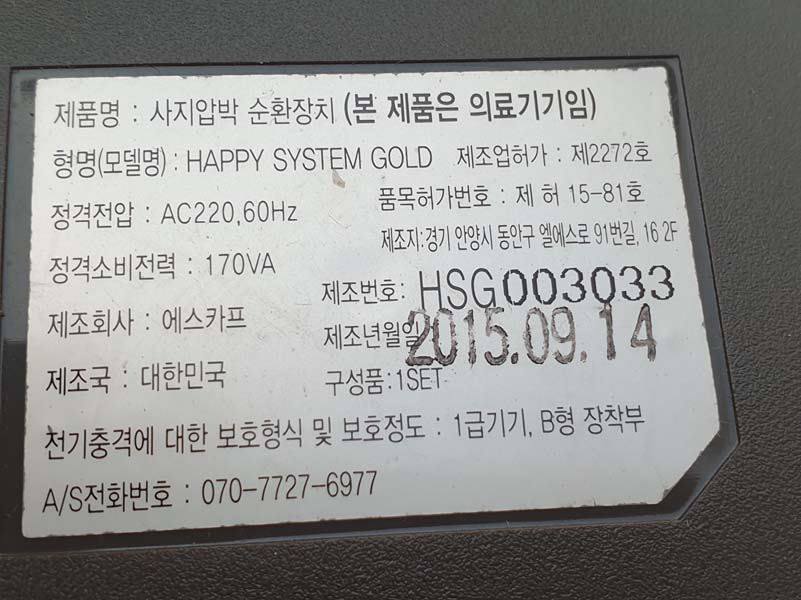 제품명 : 사지압박 순환장치 (본 제품은 의료기기임)
형명(모델명) : HAPPY SYSTEM GOLD 제조업허가 : 제2272호
정격전압 : AC220,60Hz 품목허가번호 : 제 허 15-81호
제조지:경기 안양시 동안구 엘에스로 91번길, 16 2F
정격소비전력 : 170VA
제조번호: HSG003033
제조회사 : 에스카프
제조년월일 2015.09.14
제조국 : 대한민국 구성품:1SET
전기충격에 대한 보호형식 및 보호정도 : 1급기기, B형 장착부
A/S전화번호 : 070-7727-6977